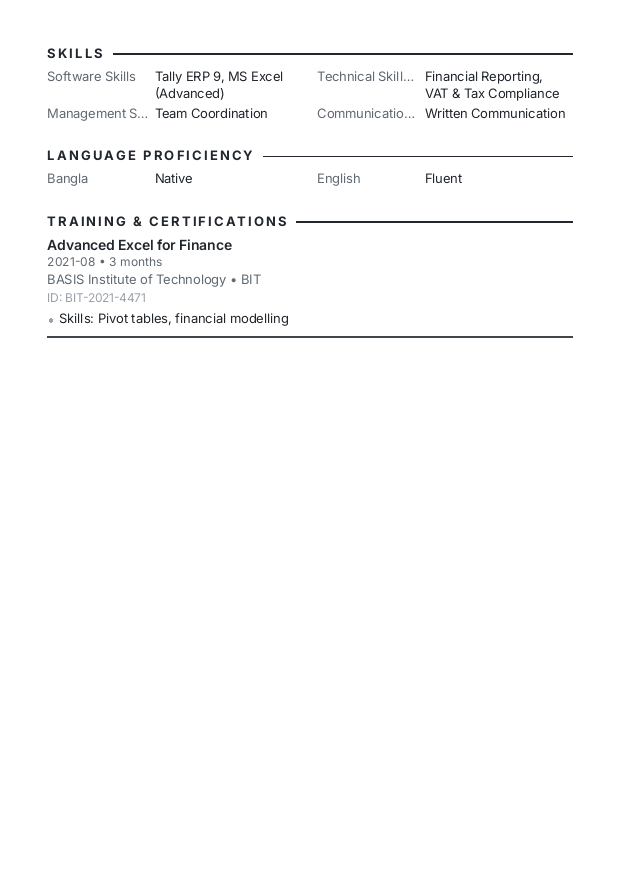 SKILLS
Software Skills Tally ERP 9, MS Excel (Advanced) Technical Skill... Financial Reporting, VAT & Tax Compliance
Management S... Team Coordination Communicatio... Written Communication
LANGUAGE PROFICIENCY
Bangla Native English Fluent
TRAINING & CERTIFICATIONS
Advanced Excel for Finance
2021-08 • 3 months
BASIS Institute of Technology • BIT
ID: BIT-2021-4471
• Skills: Pivot tables, financial modelling